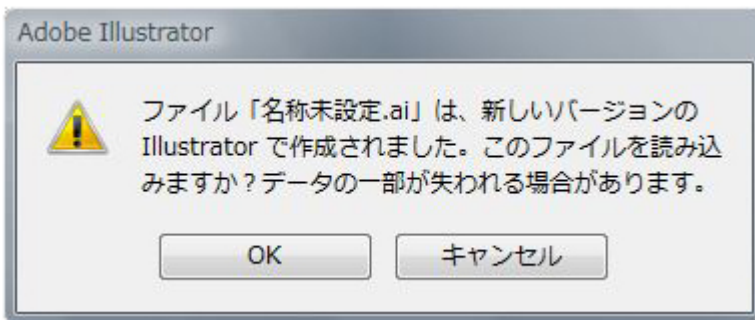 Adobe Illustrator
ファイル「名称未設定.ai」は、新しいバージョンの
Illustrator で作成されました。このファイルを読み込
みますか？データの一部が失われる場合があります。
OK
キャンセル